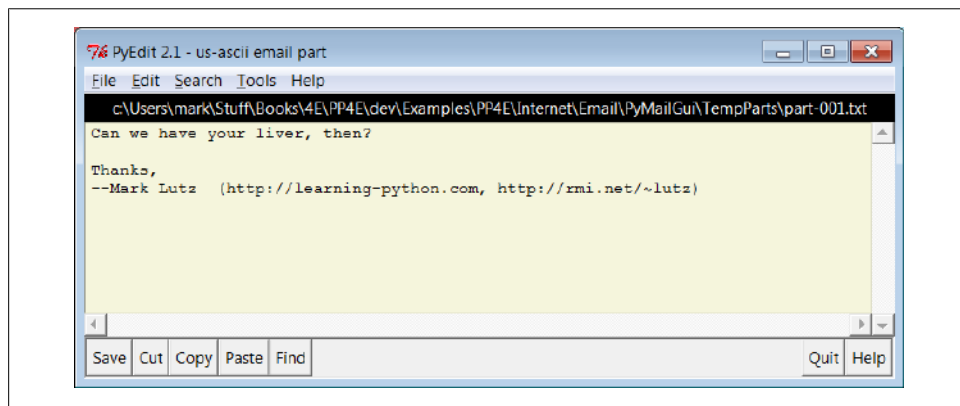 PyEdit 2.1 - us-ascii email part
File Edit Search Tools Help
c:\Users\mark\Stuff\Books\4E\PP4E\dev\Examples\PP4E\Internet\Email\PyMailGui\TempParts\part-001.txt
Can we have your liver, then?
Thanks,
--Mark Lutz  (http://learning-python.com, http://rmi.net/~lutz)
Save Cut Copy Paste Find Quit Help